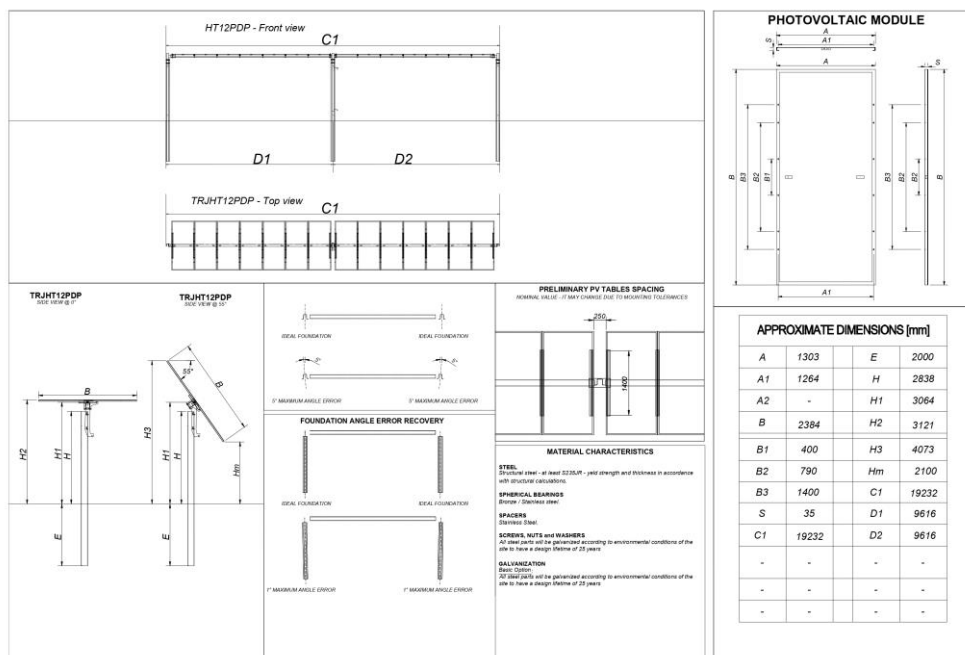 HT12PDP - Front view
C1
D1
D2
TRJHT12PDP - Top view
C1
TRJHT12PDP
SIDE VIEW @ 0°
TRJHT12PDP
SIDE VIEW @ 55°
B
H2
H1
H
E
55°
B
H3
H1
H
Hm
E
IDEAL FOUNDATION
IDEAL FOUNDATION
5°
5°
5° MAXIMUM ANGLE ERROR
5° MAXIMUM ANGLE ERROR
FOUNDATION ANGLE ERROR RECOVERY
IDEAL FOUNDATION
IDEAL FOUNDATION
1° MAXIMUM ANGLE ERROR
1° MAXIMUM ANGLE ERROR
PRELIMINARY PV TABLES SPACING
NOMINAL VALUE - IT MAY CHANGE DUE TO MOUNTING TOLERANCES
250
1400
MATERIAL CHARACTERISTICS
STEEL
Structural steel - at least S235JR - yield strength and thickness in accordance
with structural calculations.
SPHERICAL BEARINGS
Bronze / Stainless steel
SPACERS
Stainless Steel
SCREWS, NUTS and WASHERS
All steel parts will be galvanized according to environmental conditions of the
site to have a design lifetime of 25 years
GALVANIZATION
Basic Option:
All steel parts will be galvanized according to environmental conditions of the
site to have a design lifetime of 25 years
PHOTOVOLTAIC MODULE
A
A1
S
A
S
B
B3
B2
B1
B3
B2
B2
B
A1
APPROXIMATE DIMENSIONS [mm]
A 1303 E 2000
A1 1264 H 2838
A2 - H1 3064
B 2384 H2 3121
B1 400 H3 4073
B2 790 Hm 2100
B3 1400 C1 19232
S 35 D1 9616
C1 19232 D2 9616
- - - -
- - - -
- - - -